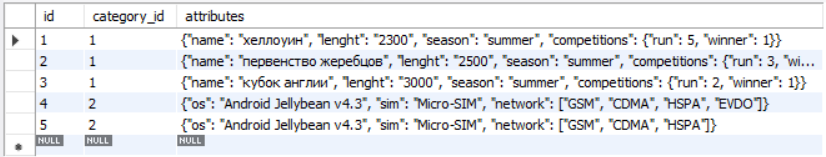 id category_id attributes
1 1 {"name": "хеллоуин", "lenght": "2300", "season": "summer", "competitions": {"run": 5, "winner": 1}}
2 1 {"name": "первенство жеребцов", "lenght": "2500", "season": "summer", "competitions": {"run": 3, "wi...
3 1 {"name": "кубок англии", "lenght": "3000", "season": "summer", "competitions": {"run": 2, "winner": 1}}
4 2 {"os": "Android Jellybean v4.3", "sim": "Micro-SIM", "network": ["GSM", "CDMA", "HSPA", "EVDO"]}
5 2 {"os": "Android Jellybean v4.3", "sim": "Micro-SIM", "network": ["GSM", "CDMA", "HSPA"]}
NULL NULL NULL